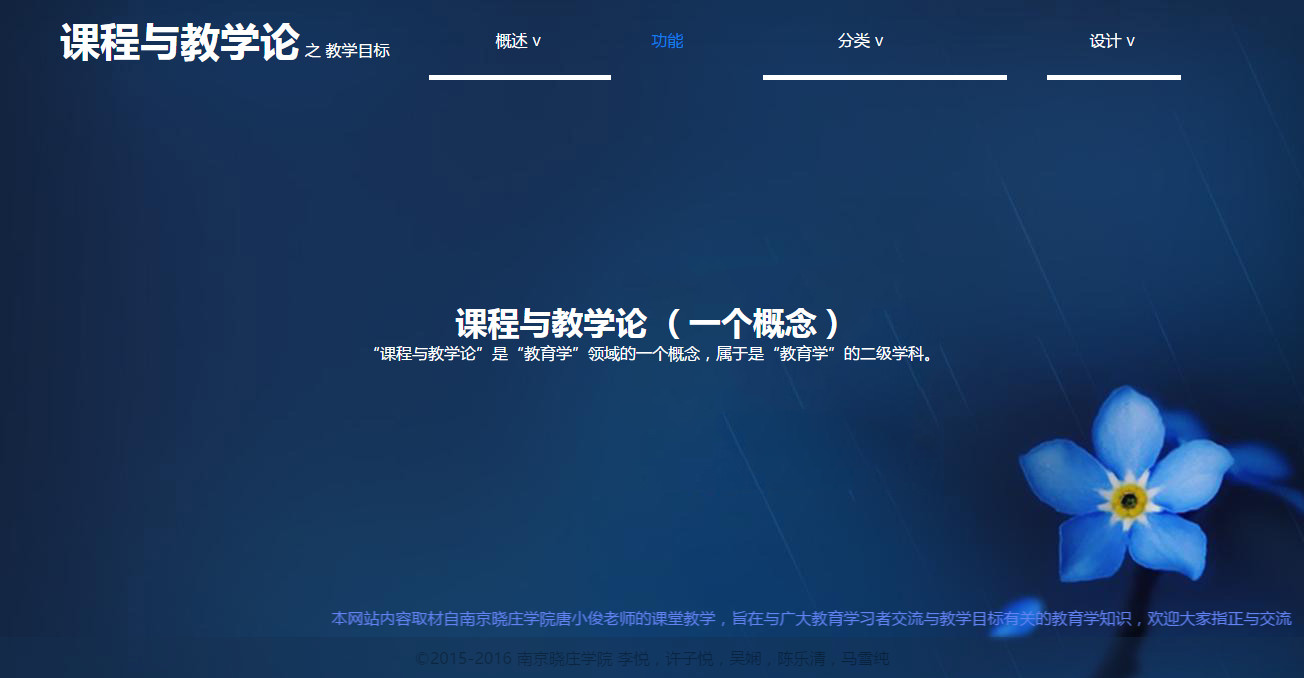 课程与教学论 之 教学目标
概述 v 功能 分类 v 设计 v
课程与教学论 （一个概念）
“课程与教学论”是“教育学”领域的一个概念，属于是“教育学”的二级学科。
本网站内容取材自南京晓庄学院唐小俊老师的课堂教学，旨在与广大教育学习者交流与教学目标有关的教育学知识，欢迎大家指正与交流
©2015-2016 南京晓庄学院 李悦，许子悦，吴娴，陈乐清，马雪纯